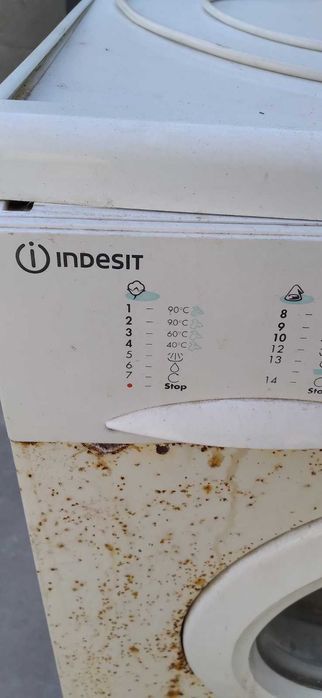 INDESIT
1 – 90°C
2 – 90°C
3 – 60°C
4 – 40°C
5 –
6 –
7 –
– Stop
8 –
9 –
10 –
12 –
13 –
14 –
Stop